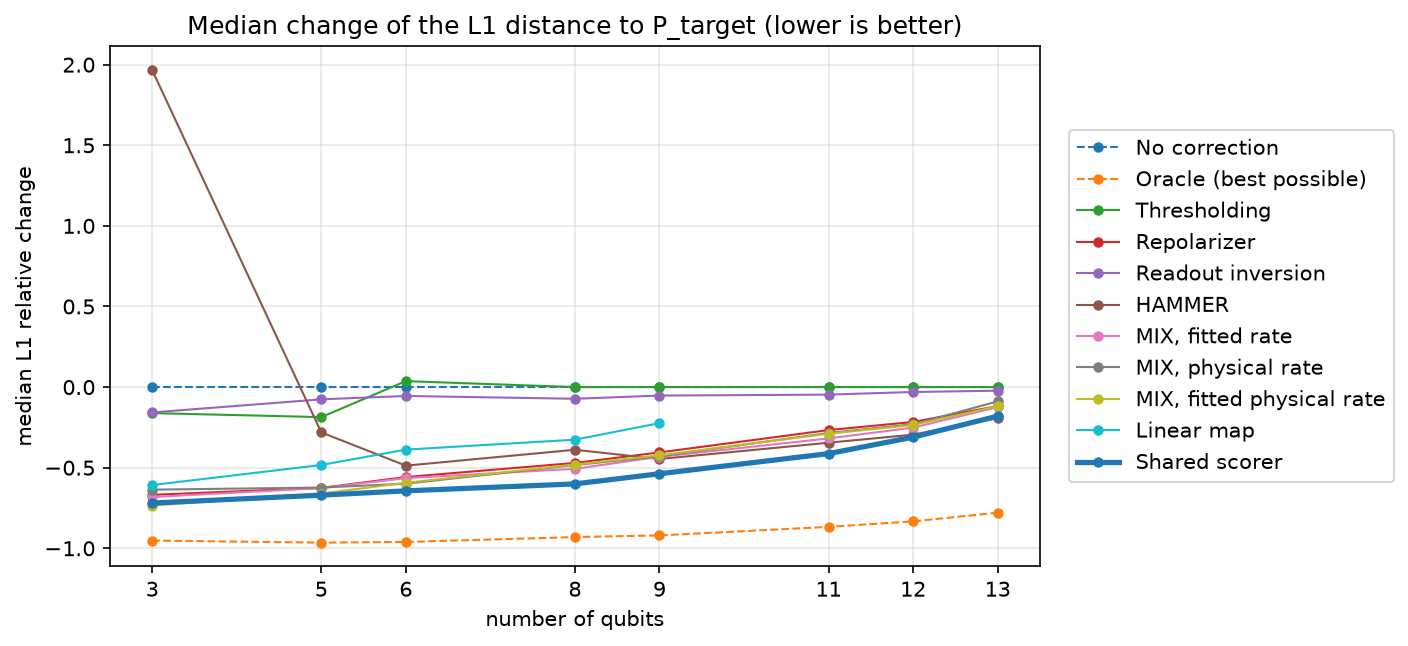 Median change of the L1 distance to P_target (lower is better)
median L1 relative change
2.0
1.5
1.0
0.5
0.0
−0.5
−1.0
3 5 6 8 9 11 12 13
number of qubits
No correction
Oracle (best possible)
Thresholding
Repolarizer
Readout inversion
HAMMER
MIX, fitted rate
MIX, physical rate
MIX, fitted physical rate
Linear map
Shared scorer